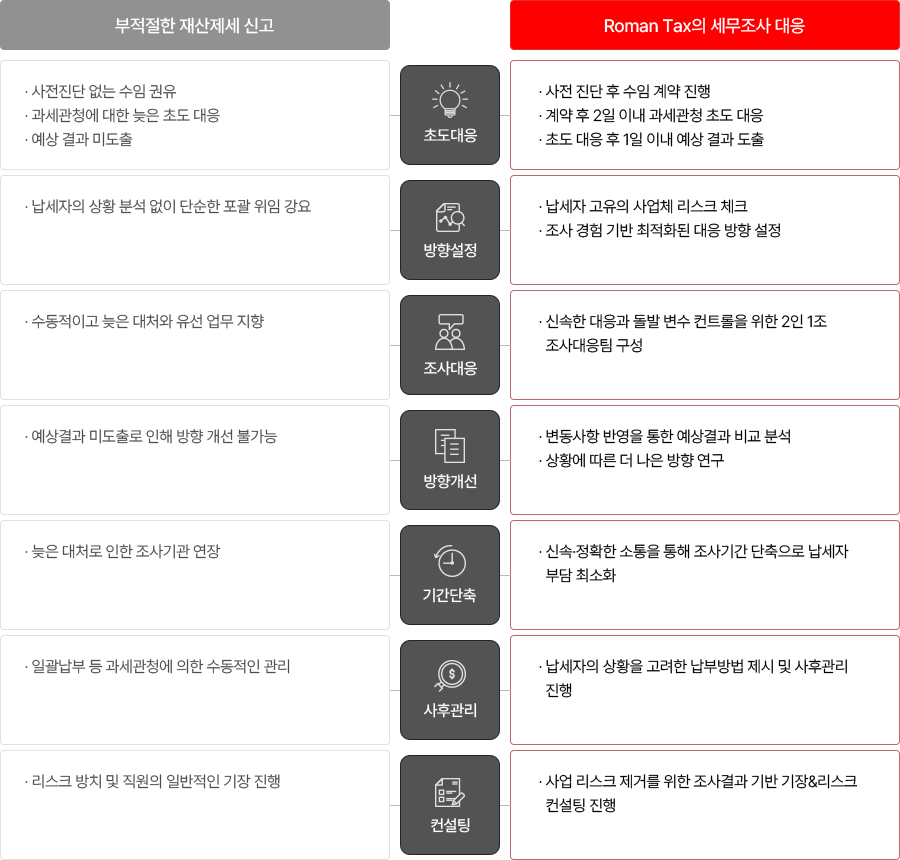 부적절한 재산제세 신고
Roman Tax의 세무조사 대응
· 사전진단 없는 수임 권유
· 과세관청에 대한 늦은 초도 대응
· 예상 결과 미도출
초도대응
· 사전 진단 후 수임 계약 진행
· 계약 후 2일 이내 과세관청 초도 대응
· 초도 대응 후 1일 이내 예상 결과 도출
· 납세자의 상황 분석 없이 단순한 포괄 위임 강요
방향설정
· 납세자 고유의 사업체 리스크 체크
· 조사 경험 기반 최적화된 대응 방향 설정
· 수동적이고 늦은 대처와 유선 업무 지향
조사대응
· 신속한 대응과 돌발 변수 컨트롤을 위한 2인 1조
조사대응팀 구성
· 예상결과 미도출로 인해 방향 개선 불가능
방향개선
· 변동사항 반영을 통한 예상결과 비교 분석
· 상황에 따른 더 나은 방향 연구
· 늦은 대처로 인한 조사기관 연장
기간단축
· 신속·정확한 소통을 통해 조사기간 단축으로 납세자
부담 최소화
· 일괄납부 등 과세관청에 의한 수동적인 관리
$
사후관리
· 납세자의 상황을 고려한 납부방법 제시 및 사후관리
진행
· 리스크 방치 및 직원의 일반적인 기장 진행
컨설팅
· 사업 리스크 제거를 위한 조사결과 기반 기장&리스크
컨설팅 진행